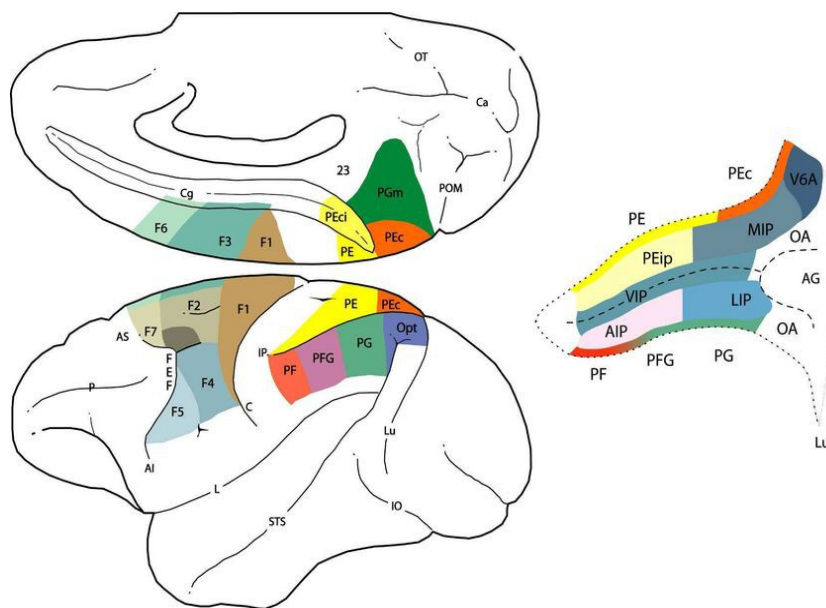 OT
Ca
23
PGm
POM
Cg
PEci
F6
F3
F1
PEc
PE
F2
F1
PE
PEc
AS
F7
Opt
IP
PG
PFG
PF
F
E
F
F4
P
F5
C
Lu
AI
L
IO
STS
PEc
V6A
PE
MIP
OA
PEip
AG
VIP
LIP
AIP
OA
PF
PFG
PG
Lu